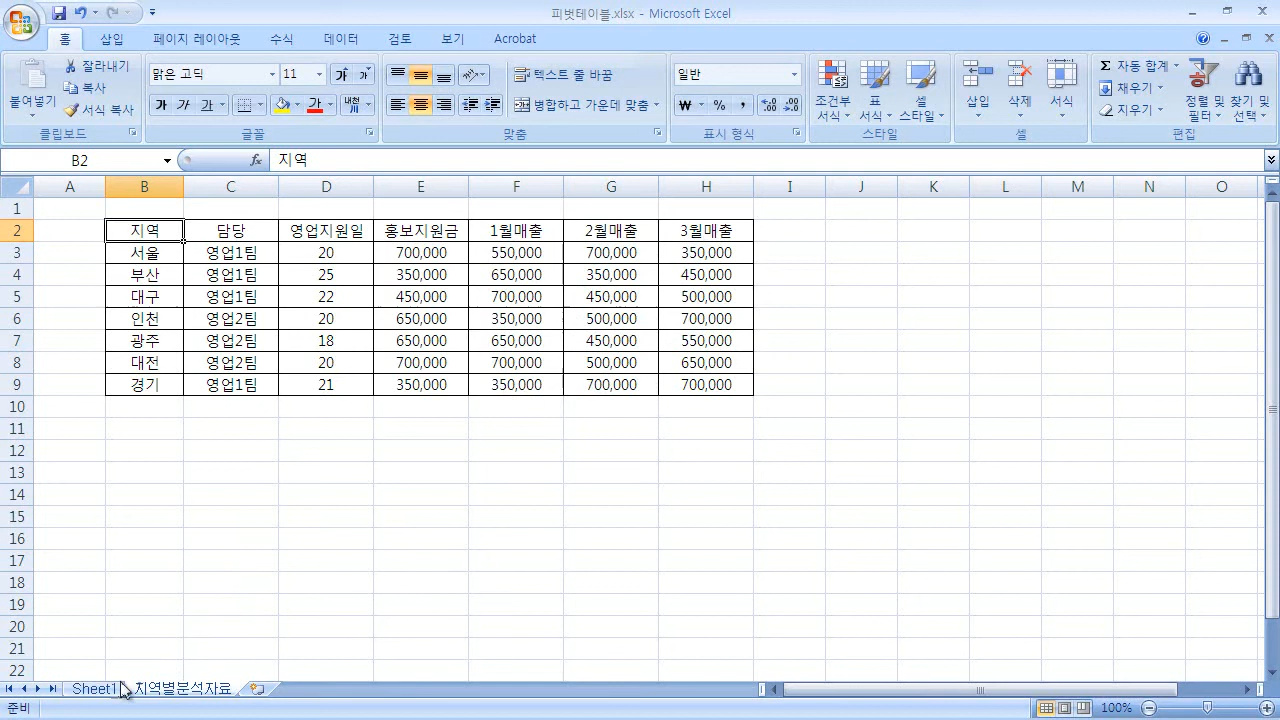 피벗테이블.xlsx - Microsoft Excel
홈 삽입 페이지 레이아웃 수식 데이터 검토 보기 Acrobat
붙여넣기 잘라내기 복사 서식 복사 클립보드
맑은 고딕 11 가 가 가 가 가 가 내천 글꼴
텍스트 줄 바꿈 병합하고 가운데 맞춤 맞춤
일반 ₩ % , 표시 형식
조건부 서식 표 서식 셀 스타일 스타일
삽입 삭제 서식 셀
Σ 자동 합계 채우기 지우기 정렬 및 필터 찾기 및 선택 편집
B2 fx 지역
A B C D E F G H I J K L M N O
1
2 지역 담당 영업지원일 홍보지원금 1월매출 2월매출 3월매출
3 서울 영업1팀 20 700,000 550,000 700,000 350,000
4 부산 영업1팀 25 350,000 650,000 350,000 450,000
5 대구 영업1팀 22 450,000 700,000 450,000 500,000
6 인천 영업2팀 20 650,000 350,000 500,000 700,000
7 광주 영업2팀 18 650,000 650,000 450,000 550,000
8 대전 영업2팀 20 700,000 700,000 500,000 650,000
9 경기 영업1팀 21 350,000 350,000 700,000 700,000
10
11
12
13
14
15
16
17
18
19
20
21
22
Sheet1 지역별분석자료
준비 100%